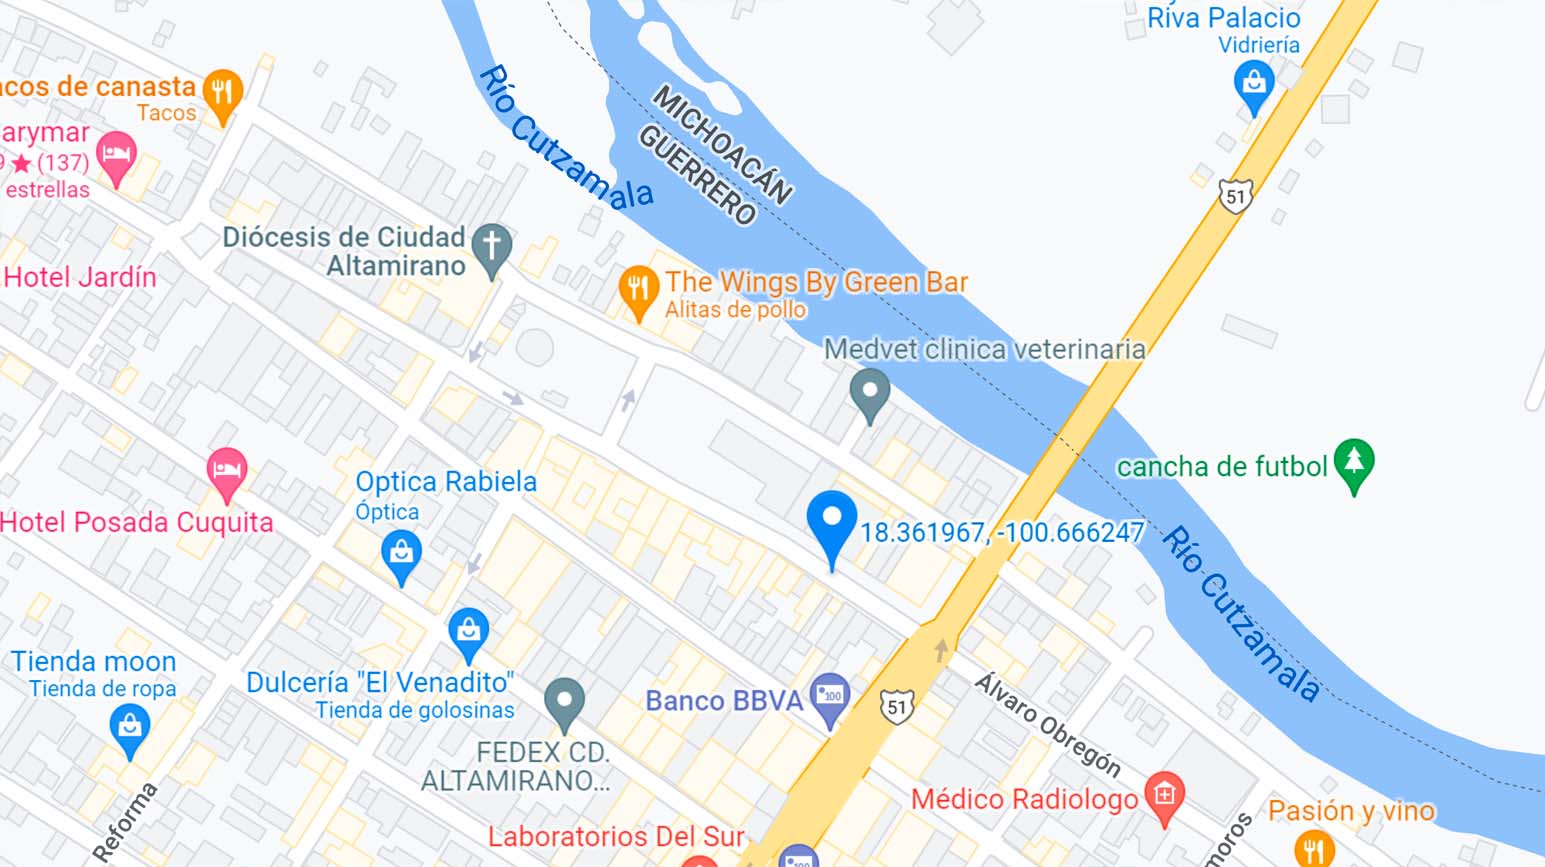 Riva Palacio
Vidriería
acos de canasta
Tacos
arymar
9 ★ (137)
estrellas
Río Cutzamala
MICHOACÁN
GUERRERO
51
Diócesis de Ciudad
Altamirano
Hotel Jardín
The Wings By Green Bar
Alitas de pollo
Medvet clinica veterinaria
cancha de futbol
Optica Rabiela
Óptica
Hotel Posada Cuquita
18.361967, -100.666247
Río Cutzamala
Tienda moon
Tienda de ropa
Dulcería "El Venadito"
Tienda de golosinas
Banco BBVA
100
51
Álvaro Obregón
FEDEX CD.
ALTAMIRANO...
Médico Radiologo
Reforma
Laboratorios Del Sur
100
moros
Pasión y vino